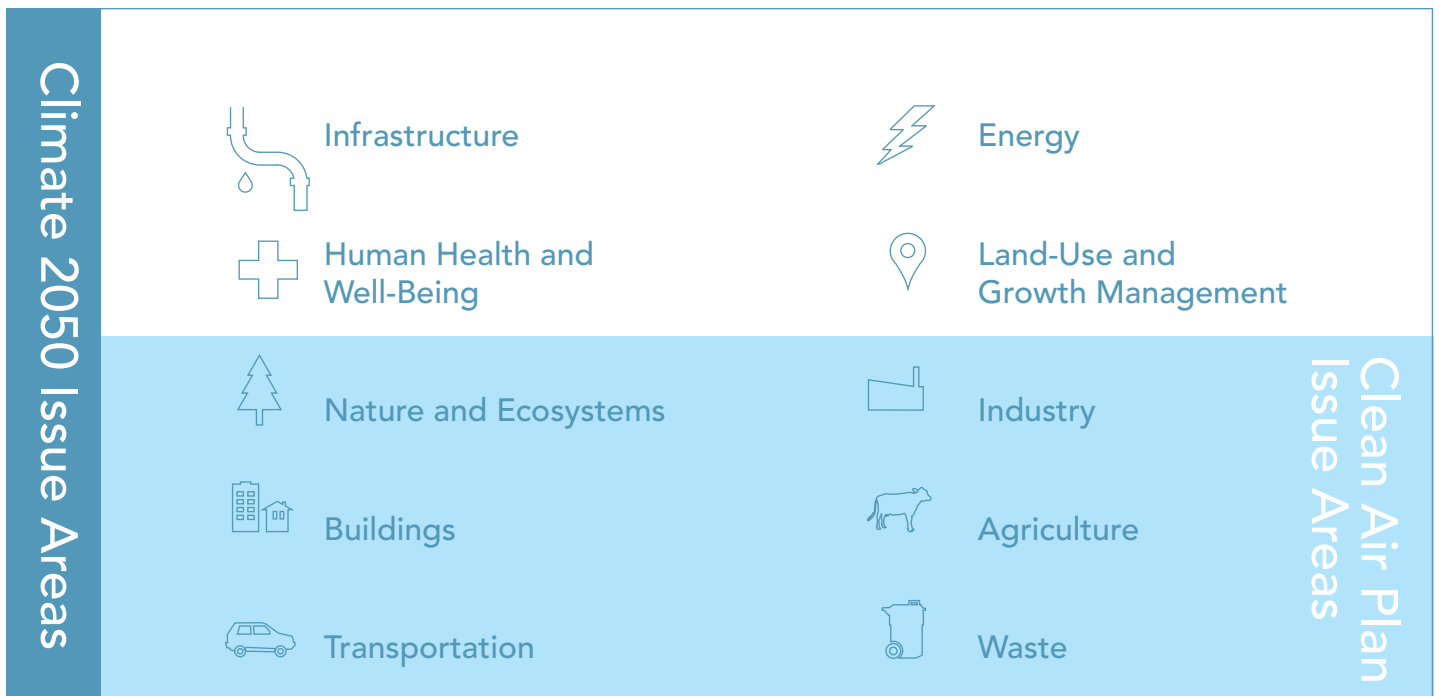 Climate 2050 Issue Areas
Infrastructure
Energy
Human Health and
Well-Being
Land-Use and
Growth Management
Nature and Ecosystems
Industry
Buildings
Agriculture
Transportation
Waste
Clean Air Plan
Issue Areas